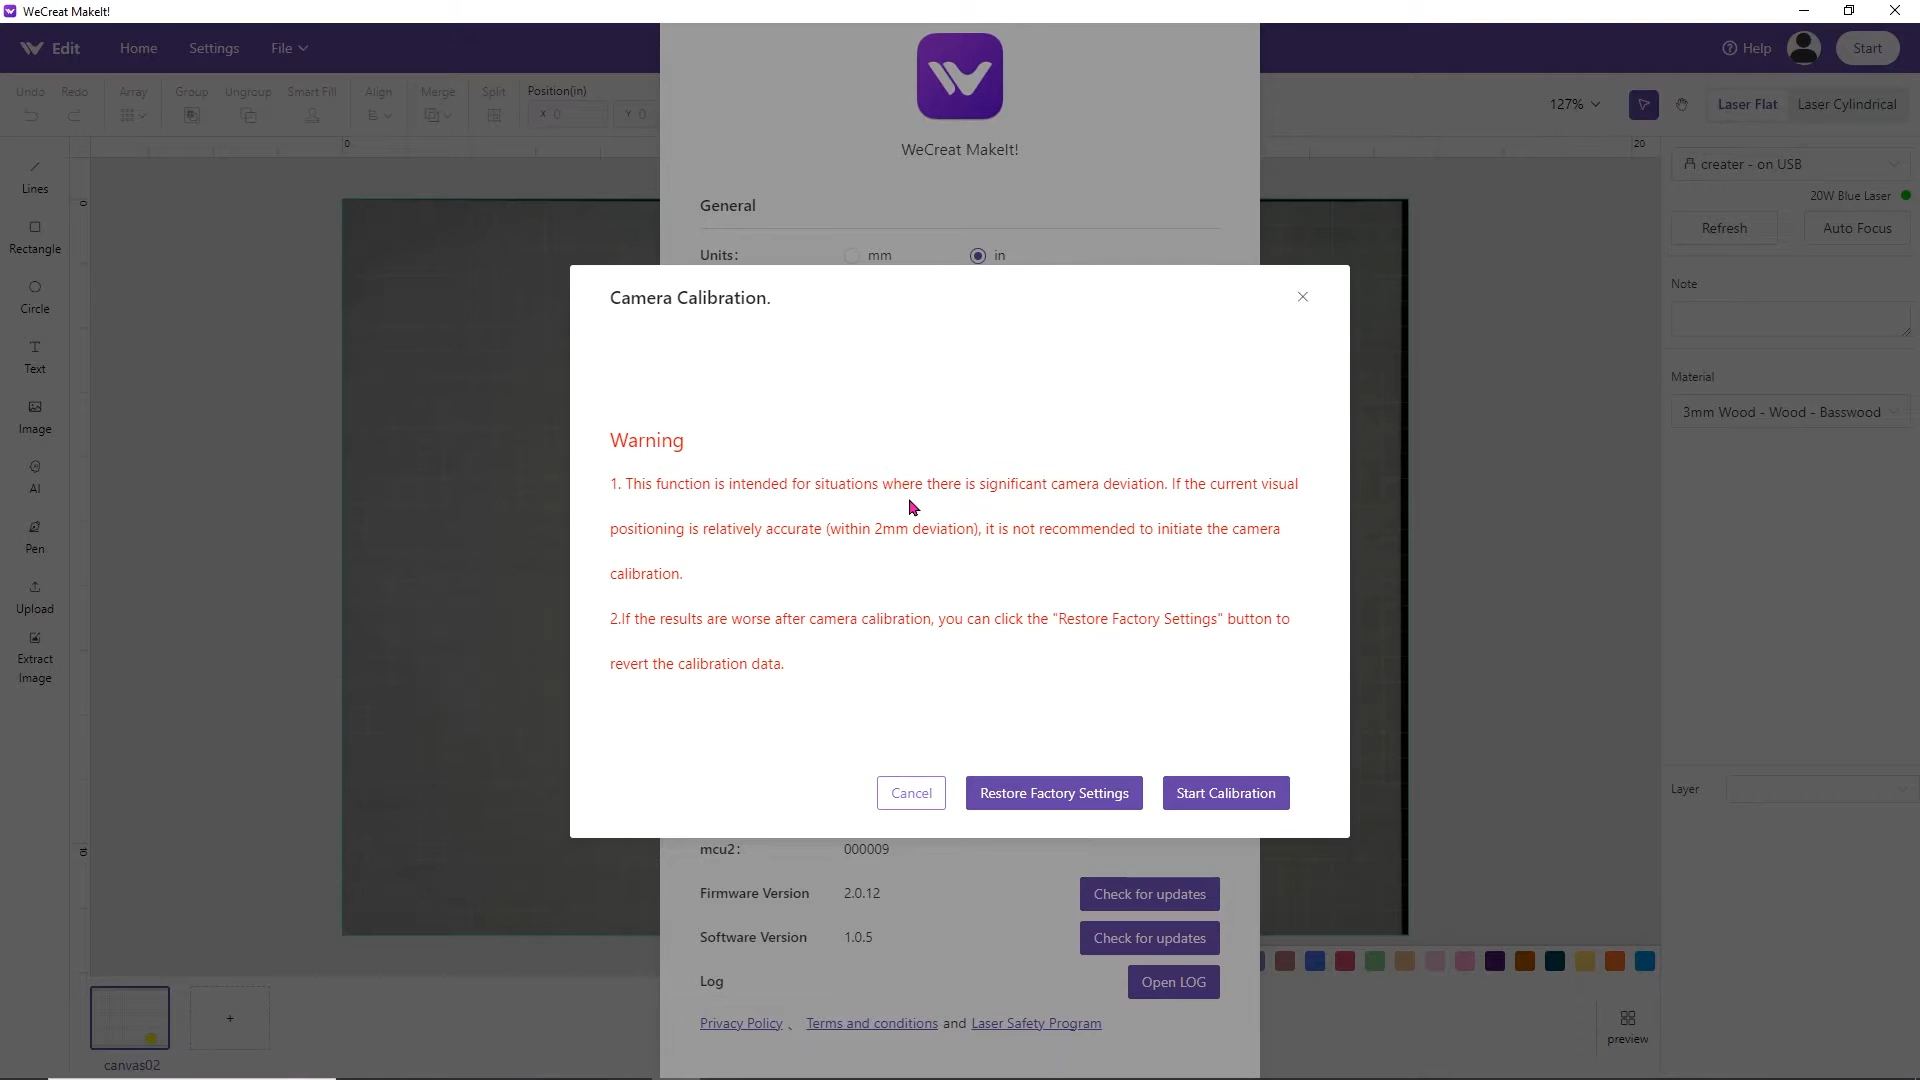 WeCreat MakeIt!
Edit
Home
Settings
File
Help
Start
Undo
Redo
Array
Group
Ungroup
Smart Fill
Align
Merge
Split
Position(in)
X 0
Y 0
127%
Laser Flat
Laser Cylindrical
0
20
0
10
Lines
Rectangle
Circle
Text
Image
AI
Pen
Upload
Extract
Image
WeCreat MakeIt!
General
Units:
mm
in
Camera Calibration.
Warning
1. This function is intended for situations where there is significant camera deviation. If the current visual
positioning is relatively accurate (within 2mm deviation), it is not recommended to initiate the camera
calibration.
2.If the results are worse after camera calibration, you can click the "Restore Factory Settings" button to
revert the calibration data.
Cancel
Restore Factory Settings
Start Calibration
mcu2:
000009
Firmware Version
2.0.12
Check for updates
Software Version
1.0.5
Check for updates
Log
Open LOG
Privacy Policy 、 Terms and conditions and Laser Safety Program
creater - on USB
20W Blue Laser
Refresh
Auto Focus
Note
Material
3mm Wood - Wood - Basswood
Layer
canvas02
+
preview